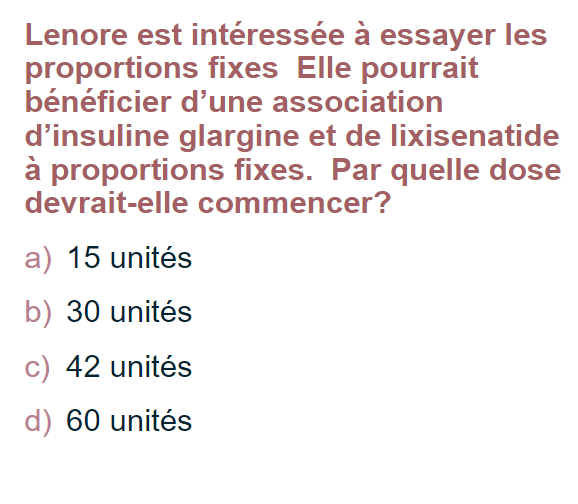 Lenore est intéressée à essayer les
proportions fixes  Elle pourrait
bénéficier d’une association
d’insuline glargine et de lixisenatide
à proportions fixes.  Par quelle dose
devrait-elle commencer?
a) 15 unités
b) 30 unités
c) 42 unités
d) 60 unités